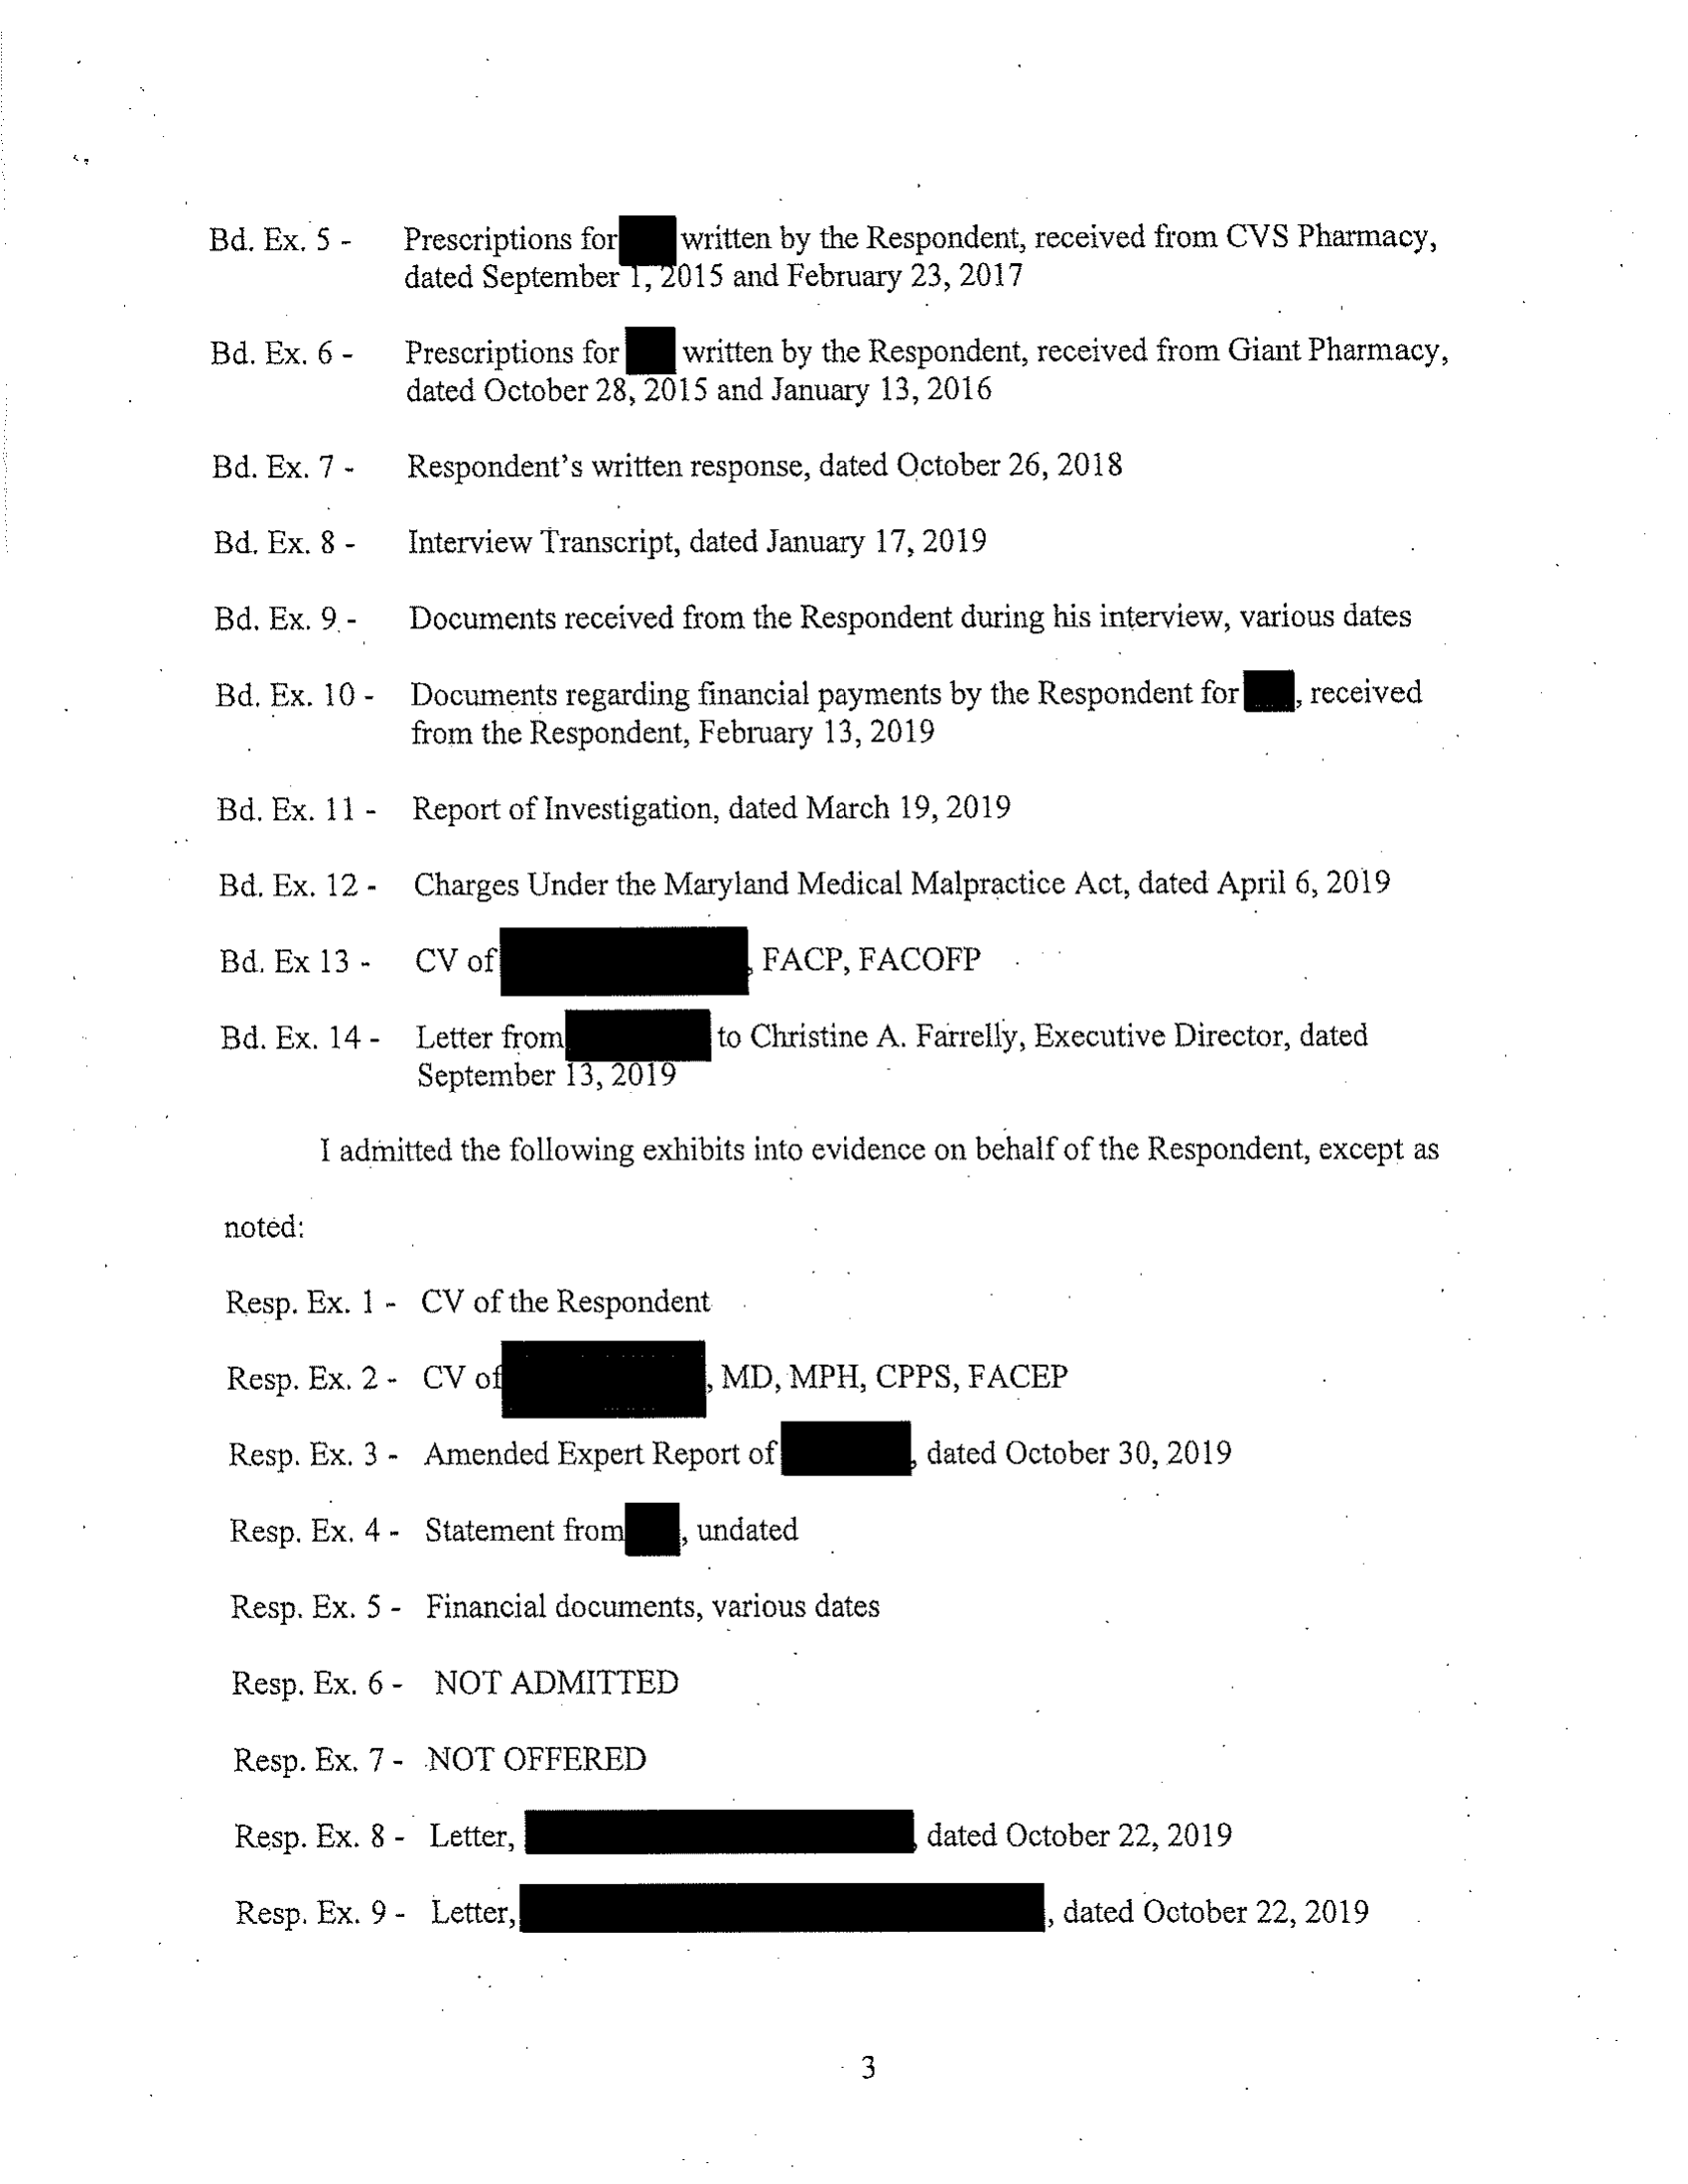 Bd. Ex. 5 - Prescriptions for written by the Respondent, received from CVS Pharmacy,
dated September 1, 2015 and February 23, 2017
Bd. Ex. 6 - Prescriptions for written by the Respondent, received from Giant Pharmacy,
dated October 28, 2015 and January 13, 2016
Bd. Ex. 7 - Respondent's written response, dated October 26, 2018
Bd. Ex. 8 - Interview Transcript, dated January 17, 2019
Bd. Ex. 9 - Documents received from the Respondent during his interview, various dates
Bd. Ex. 10 - Documents regarding financial payments by the Respondent for , received
from the Respondent, February 13, 2019
Bd. Ex. 11 - Report of Investigation, dated March 19, 2019
Bd. Ex. 12 - Charges Under the Maryland Medical Malpractice Act, dated April 6, 2019
Bd. Ex 13 - CV of , FACP, FACOFP
Bd. Ex. 14 - Letter from to Christine A. Farrelly, Executive Director, dated
September 13, 2019
I admitted the following exhibits into evidence on behalf of the Respondent, except as
noted:
Resp. Ex. 1 - CV of the Respondent
Resp. Ex. 2 - CV of , MD, MPH, CPPS, FACEP
Resp. Ex. 3 - Amended Expert Report of , dated October 30, 2019
Resp. Ex. 4 - Statement from , undated
Resp. Ex. 5 - Financial documents, various dates
Resp. Ex. 6 - NOT ADMITTED
Resp. Ex. 7 - NOT OFFERED
Resp. Ex. 8 - Letter, , dated October 22, 2019
Resp. Ex. 9 - Letter, , dated October 22, 2019
3